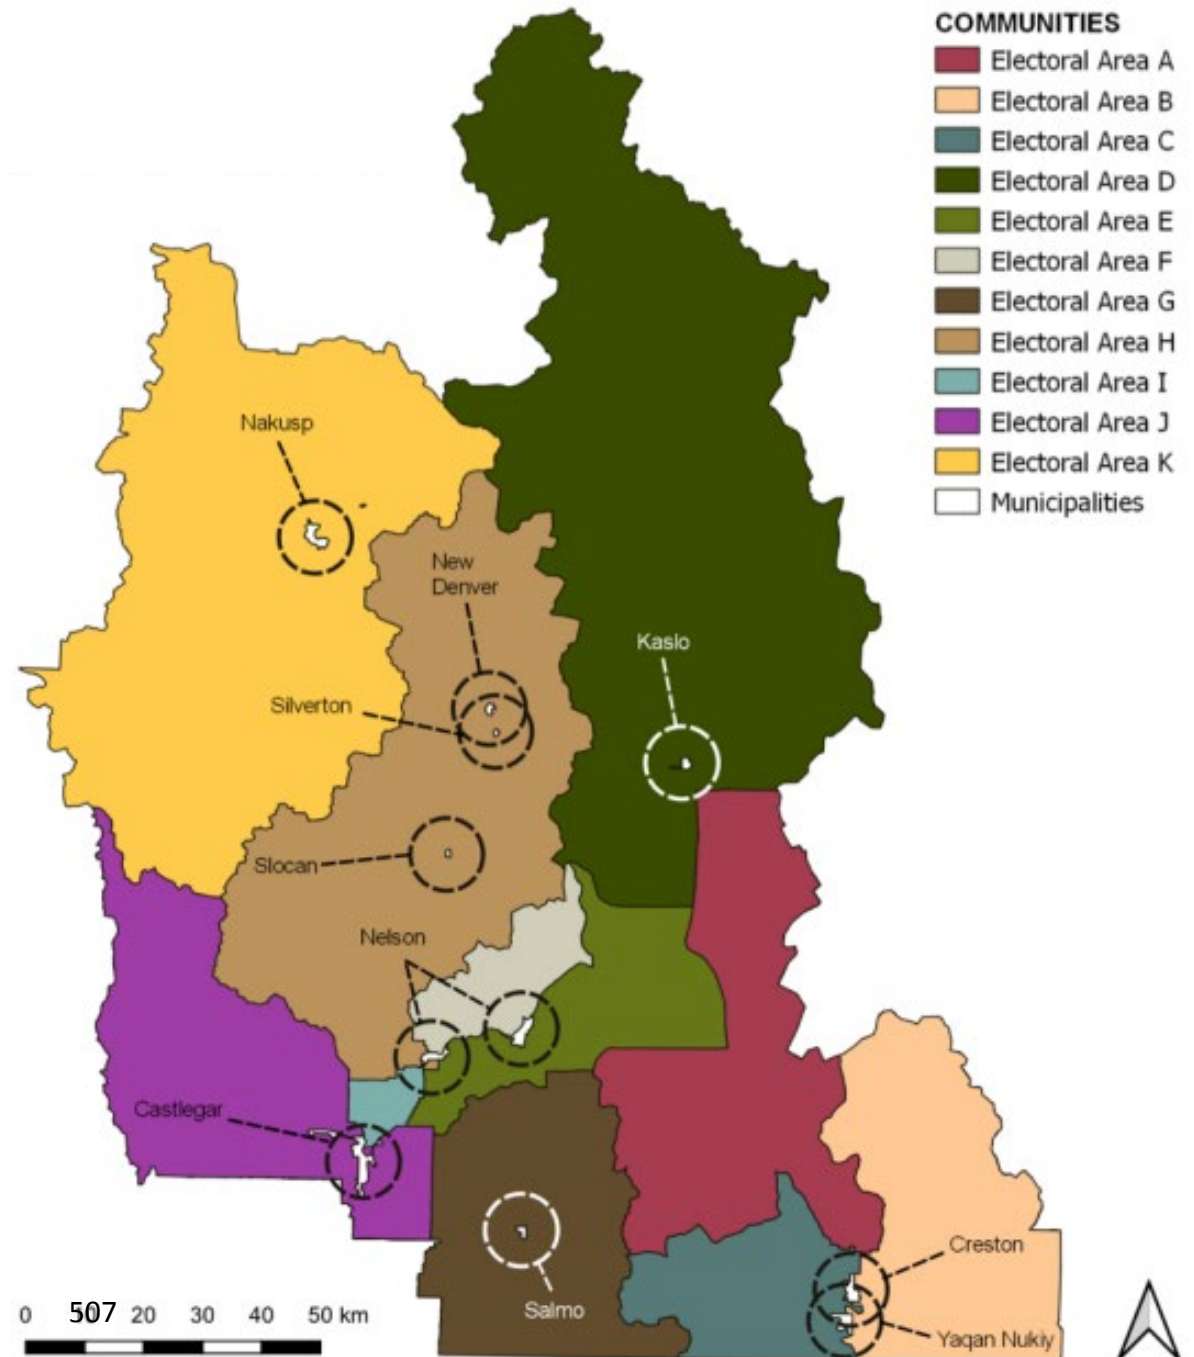 COMMUNITIES
Electoral Area A
Electoral Area B
Electoral Area C
Electoral Area D
Electoral Area E
Electoral Area F
Electoral Area G
Electoral Area H
Electoral Area I
Electoral Area J
Electoral Area K
Municipalities
Nakusp
New
Denver
Kaslo
Silverton
Slocan
Nelson
Castlegar
Creston
Salmo
Yaqan Nukiy
0 507 20 30 40 50 km